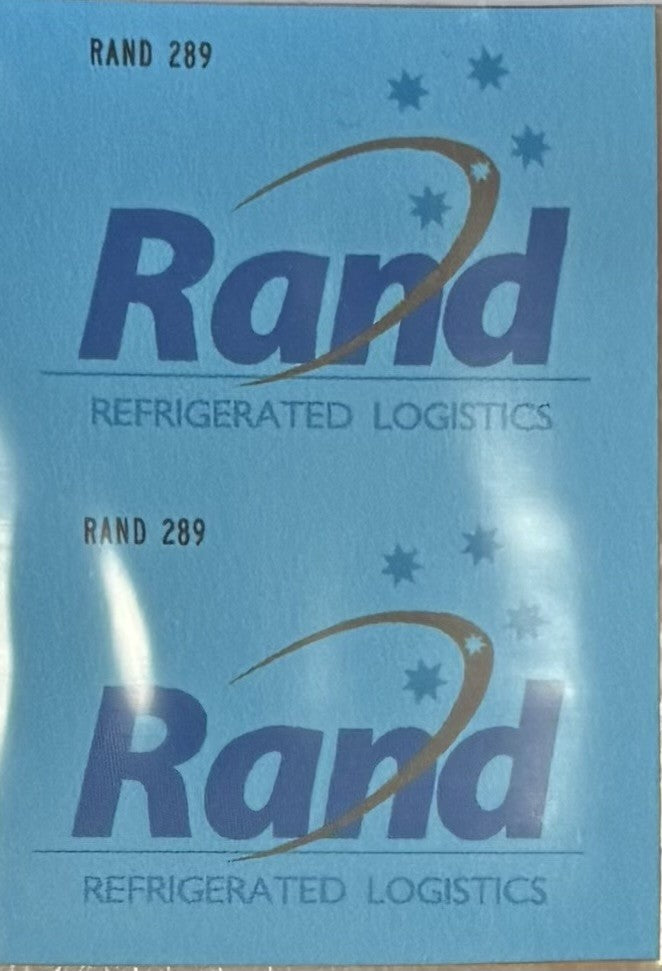 RAND 289
Rand
REFRIGERATED LOGISTICS
RAND 289
Rand
REFRIGERATED LOGISTICS